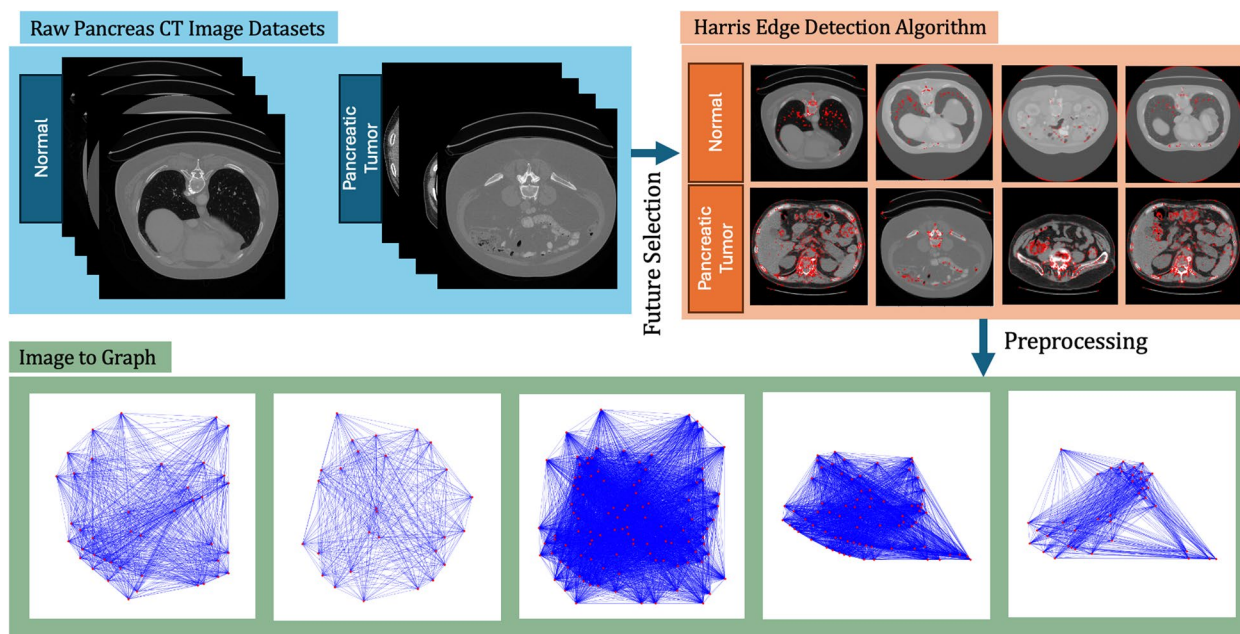 Raw Pancreas CT Image Datasets
Normal
Pancreatic
Tumor
Future Selection
Harris Edge Detection Algorithm
Normal
Pancreatic
Tumor
Preprocessing
Image to Graph